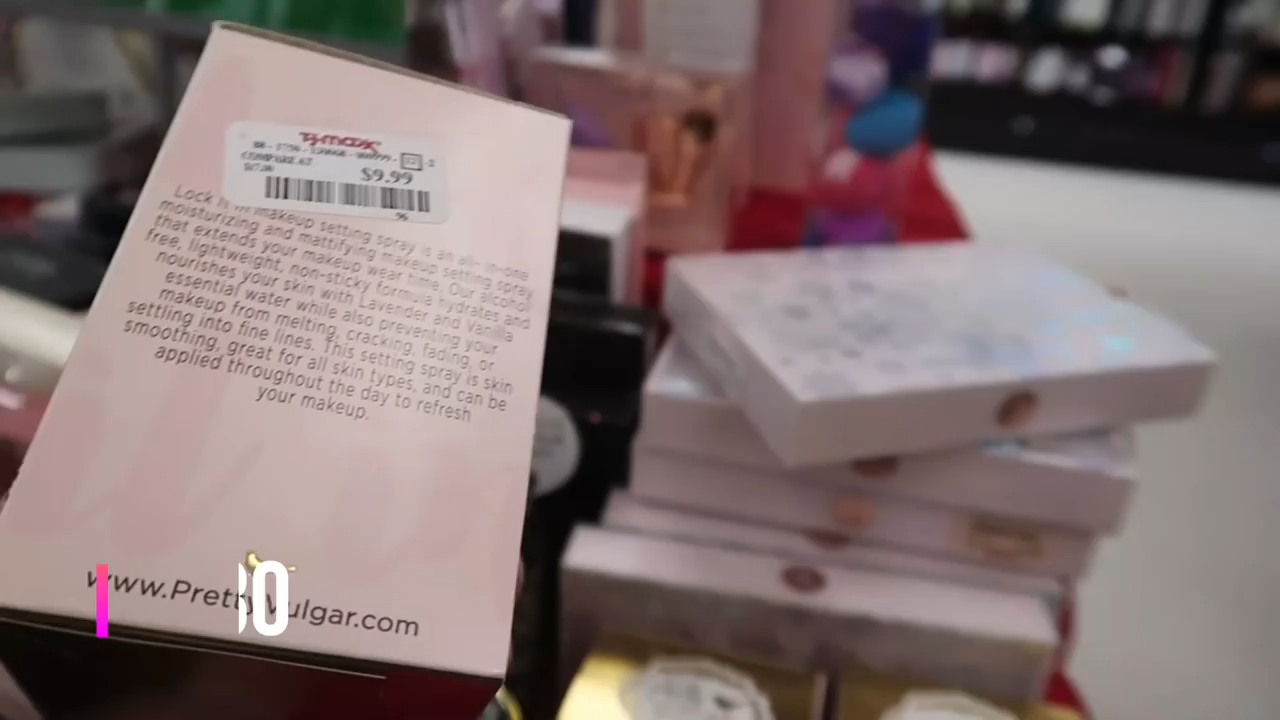 TJ-maxx
COMPARE AT
$9.99
96
Lock makeup setting spray is an all-in-one
moisturizing and mattifying makeup setting spray
that extends your makeup wear time. Our alcohol
free, lightweight, non-sticky formula hydrates and
nourishes your skin with Lavender and Vanilla
essential water while also preventing your
makeup from melting, cracking, fading, or
settling into fine lines. This setting spray is skin
smoothing, great for all skin types, and can be
applied throughout the day to refresh
your makeup.
www.PrettyVulgar.com